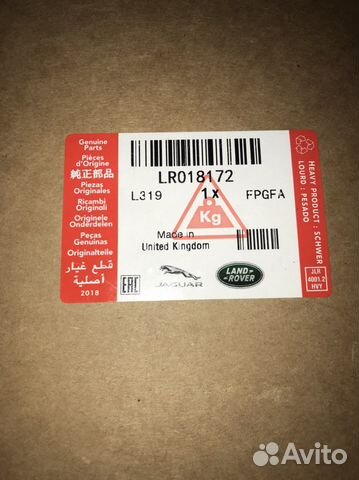 Genuine
Parts
Pièces
d'Origine
純正部品
Piezas
Originales
Ricambi
Originali
Originele
Onderdelen
Peças
Genuinas
Originalteile
قطع غيار
أصلية
2018
LR018172
L319 1x FPGFA
Kg
Made in
United Kingdom
EAC
JAGUAR
LAND-
ROVER
HEAVY PRODUCT : SCHWER
LOURD : PESADO
JLR
4001.2
HVY
Avito